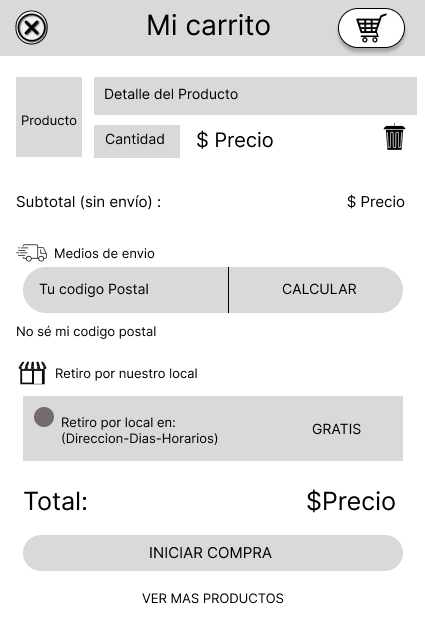 Mi carrito
Producto
Detalle del Producto
Cantidad
$ Precio
Subtotal (sin envío) :
$ Precio
Medios de envio
Tu codigo Postal
CALCULAR
No sé mi codigo postal
Retiro por nuestro local
Retiro por local en:
(Direccion-Dias-Horarios)
GRATIS
Total:
$Precio
INICIAR COMPRA
VER MAS PRODUCTOS